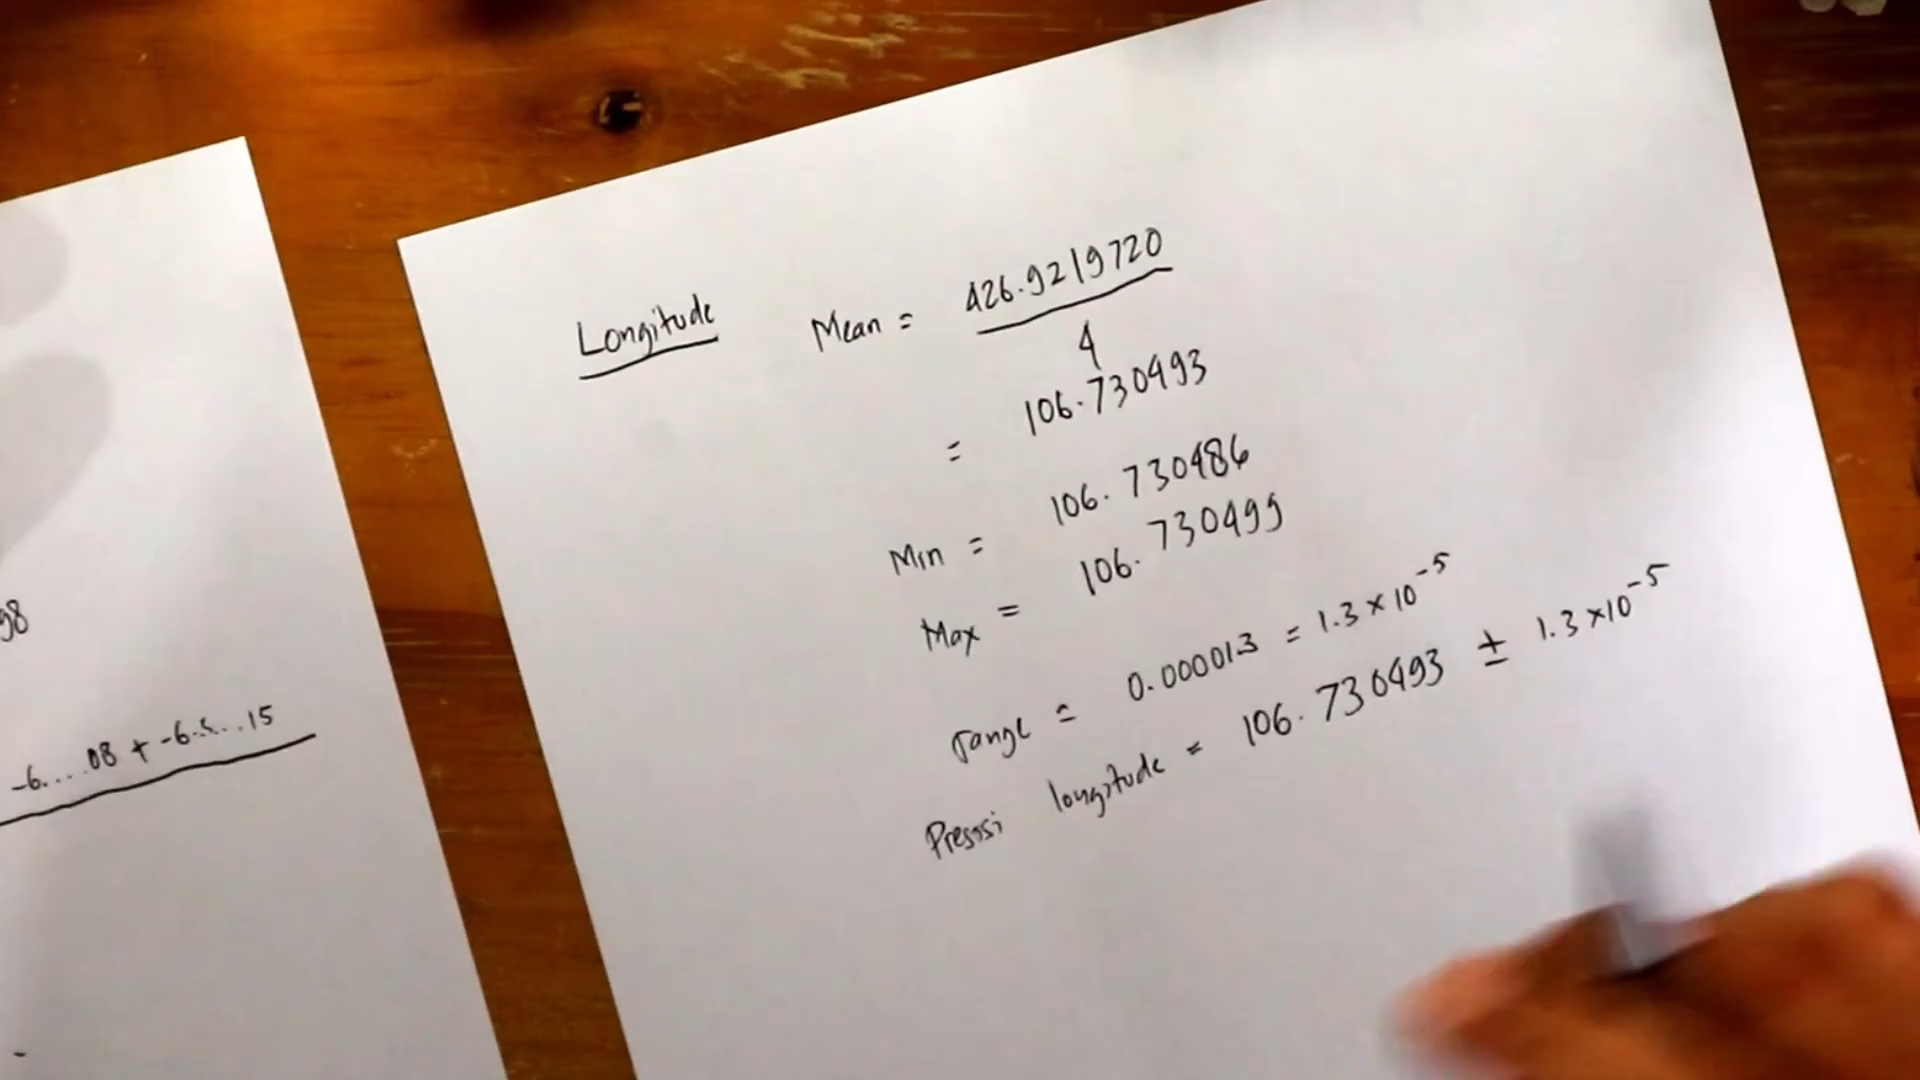 98
-6....08 + -6.5...15
Longitude Mean = 426.9219720
4
= 106.730493
Min = 106.730486
Max = 106.730499
range = 0.000013 = 1.3 x 10^-5
Presisi longitude = 106.730493 ± 1.3 x10^-5